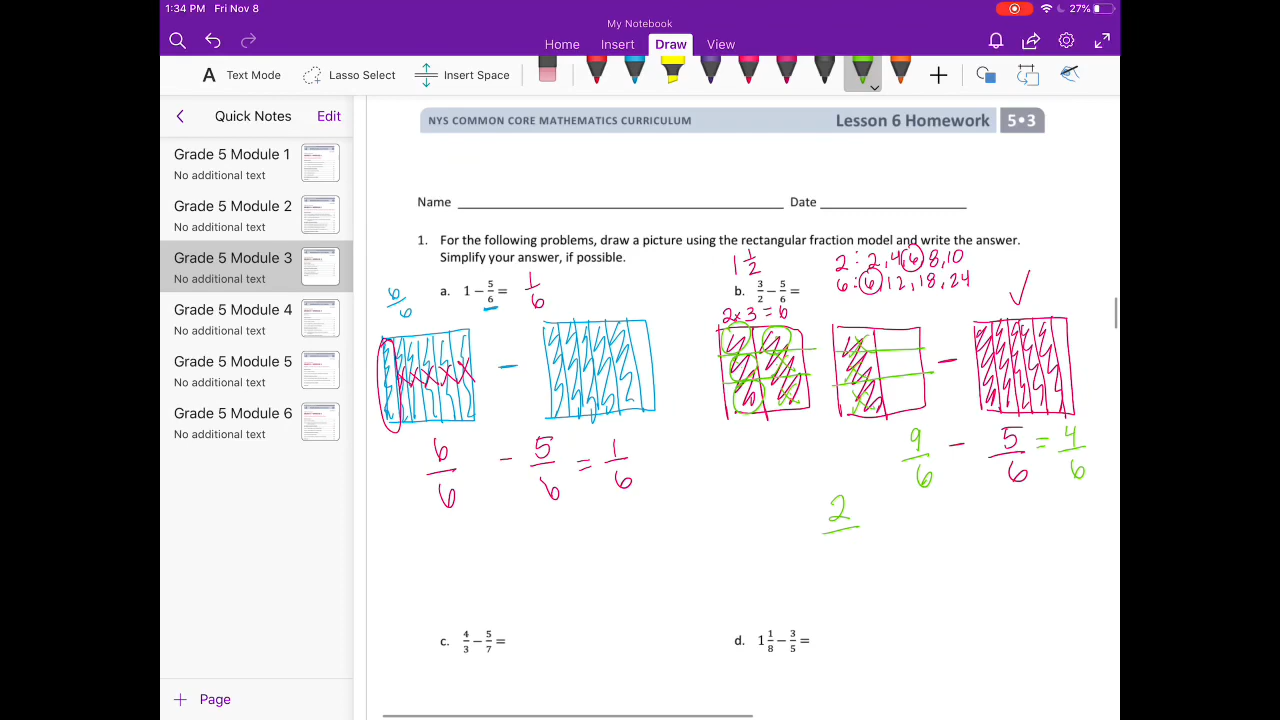 1:34 PM Fri Nov 8
27%
My Notebook
Home Insert Draw View
A Text Mode Lasso Select Insert Space
Quick Notes Edit
Grade 5 Module 1
No additional text
Grade 5 Module 2
No additional text
Grade 5 Module 3
No additional text
Grade 5 Module 4
No additional text
Grade 5 Module 5
No additional text
Grade 5 Module 6
No additional text
+ Page
NYS COMMON CORE MATHEMATICS CURRICULUM Lesson 6 Homework 5•3
Name Date
1. For the following problems, draw a picture using the rectangular fraction model and write the answer.
Simplify your answer, if possible.
1 1/2
2: 2,4,6,8,10
6: 6,12,18,24
a. 1 − 5/6 = 1/6
b. 3/2 − 5/6 =
6/6
2x3=6
− − ✓
6/6 − 5/6 = 1/6
9/6 − 5/6 = 4/6
2
c. 4/3 − 5/7 =
d. 1 1/8 − 3/5 =